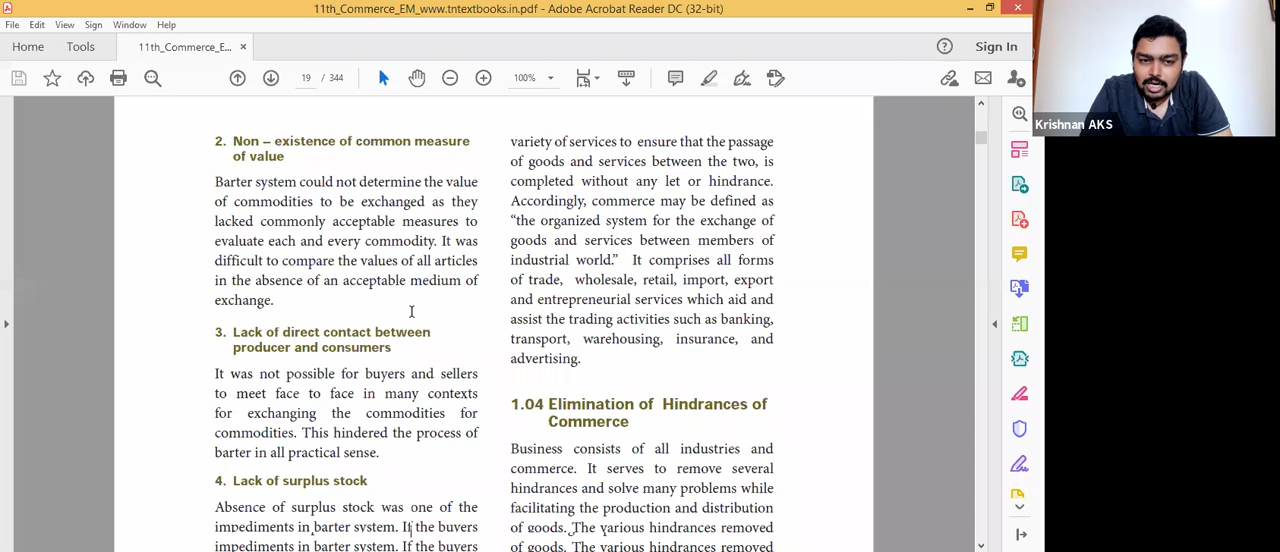 11th_Commerce_EM_www.tntextbooks.in.pdf - Adobe Acrobat Reader DC (32-bit)
File Edit View Sign Window Help
Home Tools 11th_Commerce_E... × Sign In
19 / 344 100%
Krishnan AKS
2. Non – existence of common measure
of value
Barter system could not determine the value
of commodities to be exchanged as they
lacked commonly acceptable measures to
evaluate each and every commodity. It was
difficult to compare the values of all articles
in the absence of an acceptable medium of
exchange.
3. Lack of direct contact between
producer and consumers
It was not possible for buyers and sellers
to meet face to face in many contexts
for exchanging the commodities for
commodities. This hindered the process of
barter in all practical sense.
4. Lack of surplus stock
Absence of surplus stock was one of the
impediments in barter system. If the buyers
impediments in barter system. If the buyers
variety of services to ensure that the passage
of goods and services between the two, is
completed without any let or hindrance.
Accordingly, commerce may be defined as
“the organized system for the exchange of
goods and services between members of
industrial world.” It comprises all forms
of trade, wholesale, retail, import, export
and entrepreneurial services which aid and
assist the trading activities such as banking,
transport, warehousing, insurance, and
advertising.
1.04 Elimination of Hindrances of
Commerce
Business consists of all industries and
commerce. It serves to remove several
hindrances and solve many problems while
facilitating the production and distribution
of goods. The various hindrances removed
of goods. The various hindrances removed